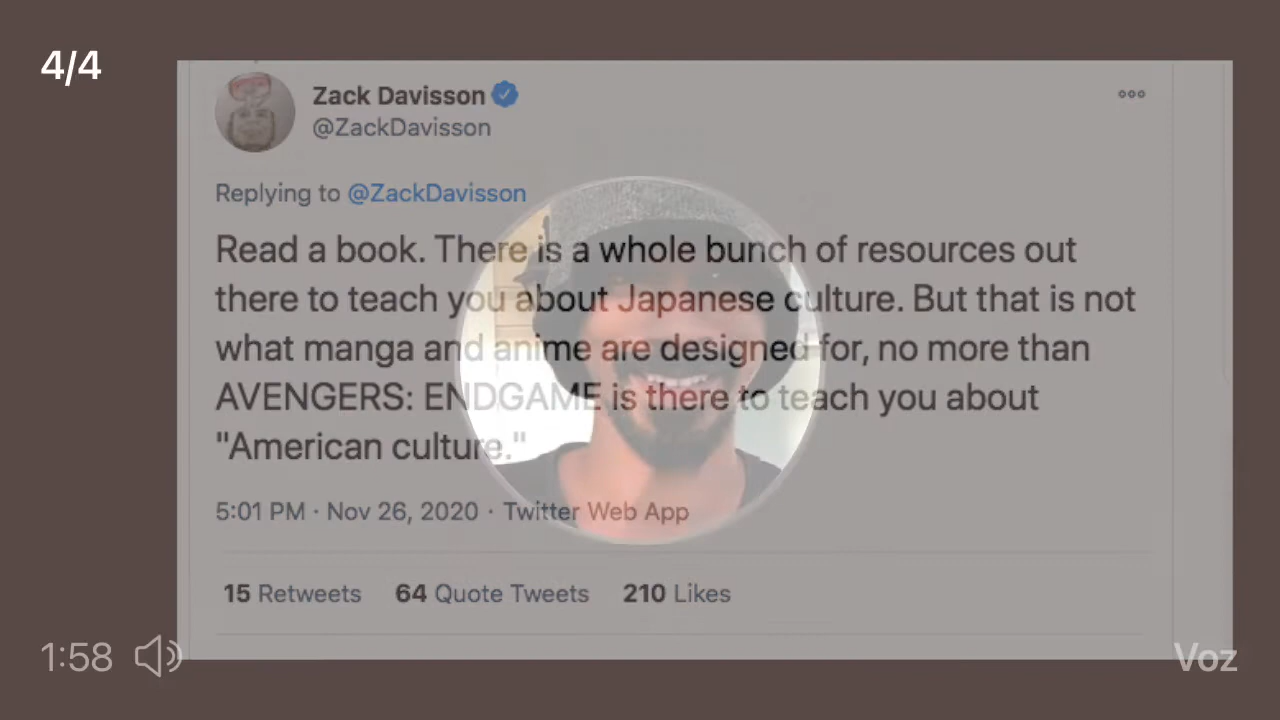 4/4
Zack Davisson
@ZackDavisson
Replying to @ZackDavisson
Read a book. There is a whole bunch of resources out
there to teach you about Japanese culture. But that is not
what manga and anime are designed for, no more than
AVENGERS: ENDGAME is there to teach you about
"American culture."
5:01 PM · Nov 26, 2020 · Twitter Web App
15 Retweets 64 Quote Tweets 210 Likes
1:58
Voz